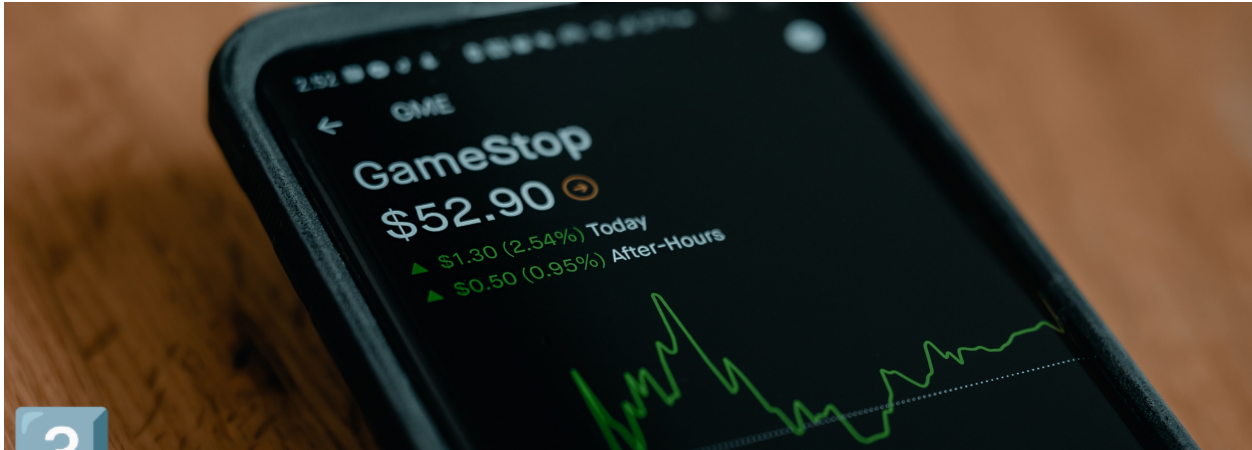 2:52
GME
GameStop
$52.90
$1.30 (2.54%) Today
$0.50 (0.95%) After-Hours